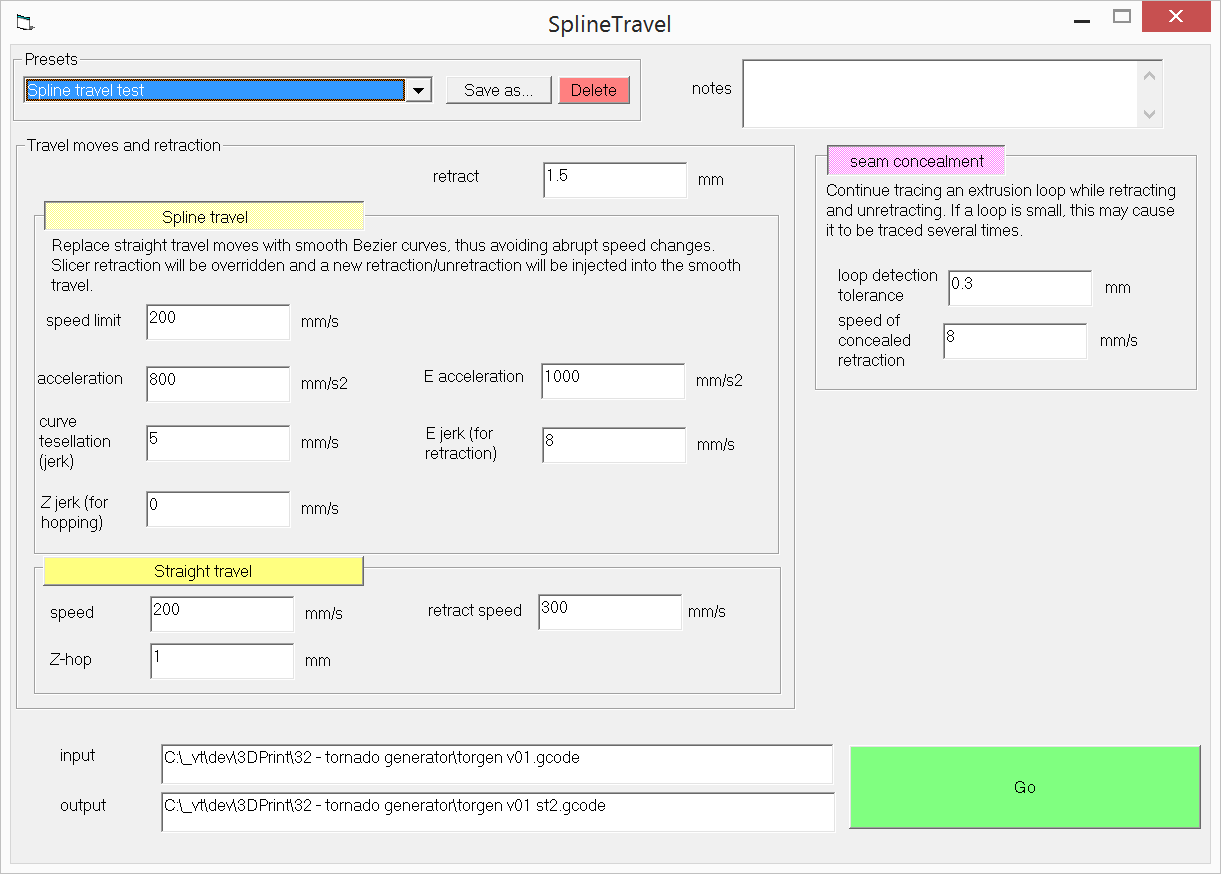 SplineTravel
Presets
Spline travel test
Save as...
Delete
notes
Travel moves and retraction
retract
1.5
mm
Spline travel
Replace straight travel moves with smooth Bezier curves, thus avoiding abrupt speed changes.
Slicer retraction will be overridden and a new retraction/unretraction will be injected into the smooth
travel.
speed limit
200
mm/s
acceleration
800
mm/s2
E acceleration
1000
mm/s2
curve
tesellation
(jerk)
5
mm/s
E jerk (for
retraction)
8
mm/s
Z jerk (for
hopping)
0
mm/s
Straight travel
speed
200
mm/s
retract speed
300
mm/s
Z-hop
1
mm
seam concealment
Continue tracing an extrusion loop while retracting
and unretracting. If a loop is small, this may cause
it to be traced several times.
loop detection
tolerance
0.3
mm
speed of
concealed
retraction
8
mm/s
input
C:\_vt\dev\3DPrint\32 - tornado generator\torgen v01.gcode
output
C:\_vt\dev\3DPrint\32 - tornado generator\torgen v01 st2.gcode
Go